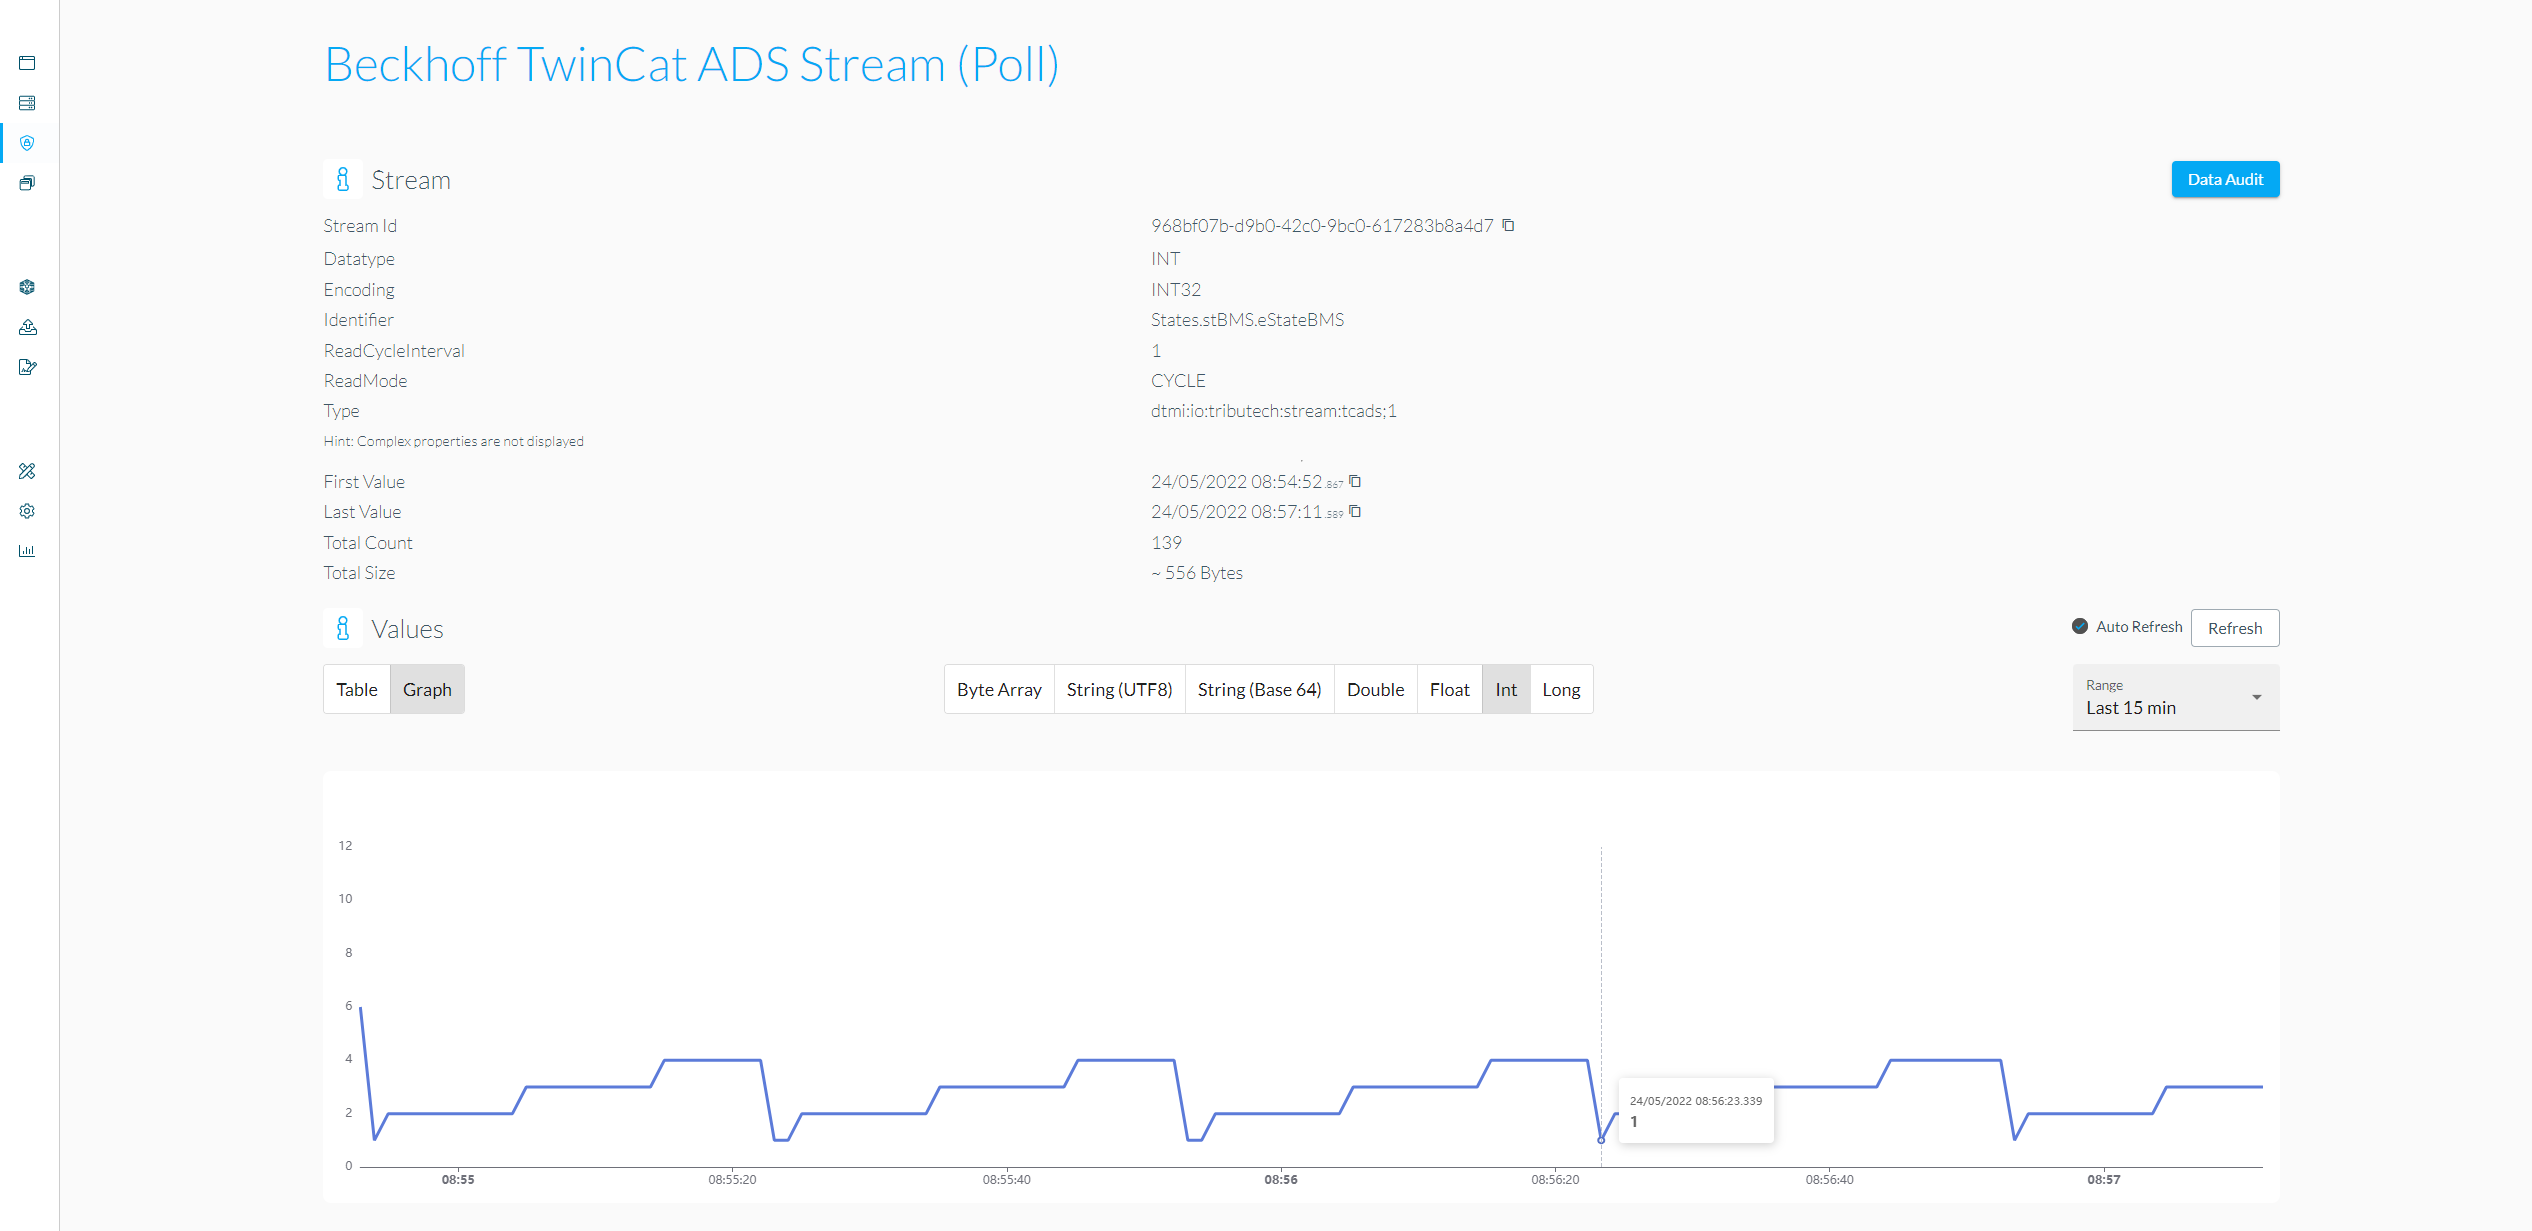 Beckhoff TwinCat ADS Stream (Poll)
Stream
Data Audit
Stream Id 968bf07b-d9b0-42c0-9bc0-617283b8a4d7
Datatype INT
Encoding INT32
Identifier States.stBMS.eStateBMS
ReadCycleInterval 1
ReadMode CYCLE
Type dtmi:io:tributech:stream:tcads;1
Hint: Complex properties are not displayed
First Value 24/05/2022 08:54:52.867
Last Value 24/05/2022 08:57:11.589
Total Count 139
Total Size ~ 556 Bytes
Values
Auto Refresh Refresh
Table Graph Byte Array String (UTF8) String (Base 64) Double Float Int Long
Range
Last 15 min
12
10
8
6
4
2
0
24/05/2022 08:56:23.339
1
08:55 08:55:20 08:55:40 08:56 08:56:20 08:56:40 08:57